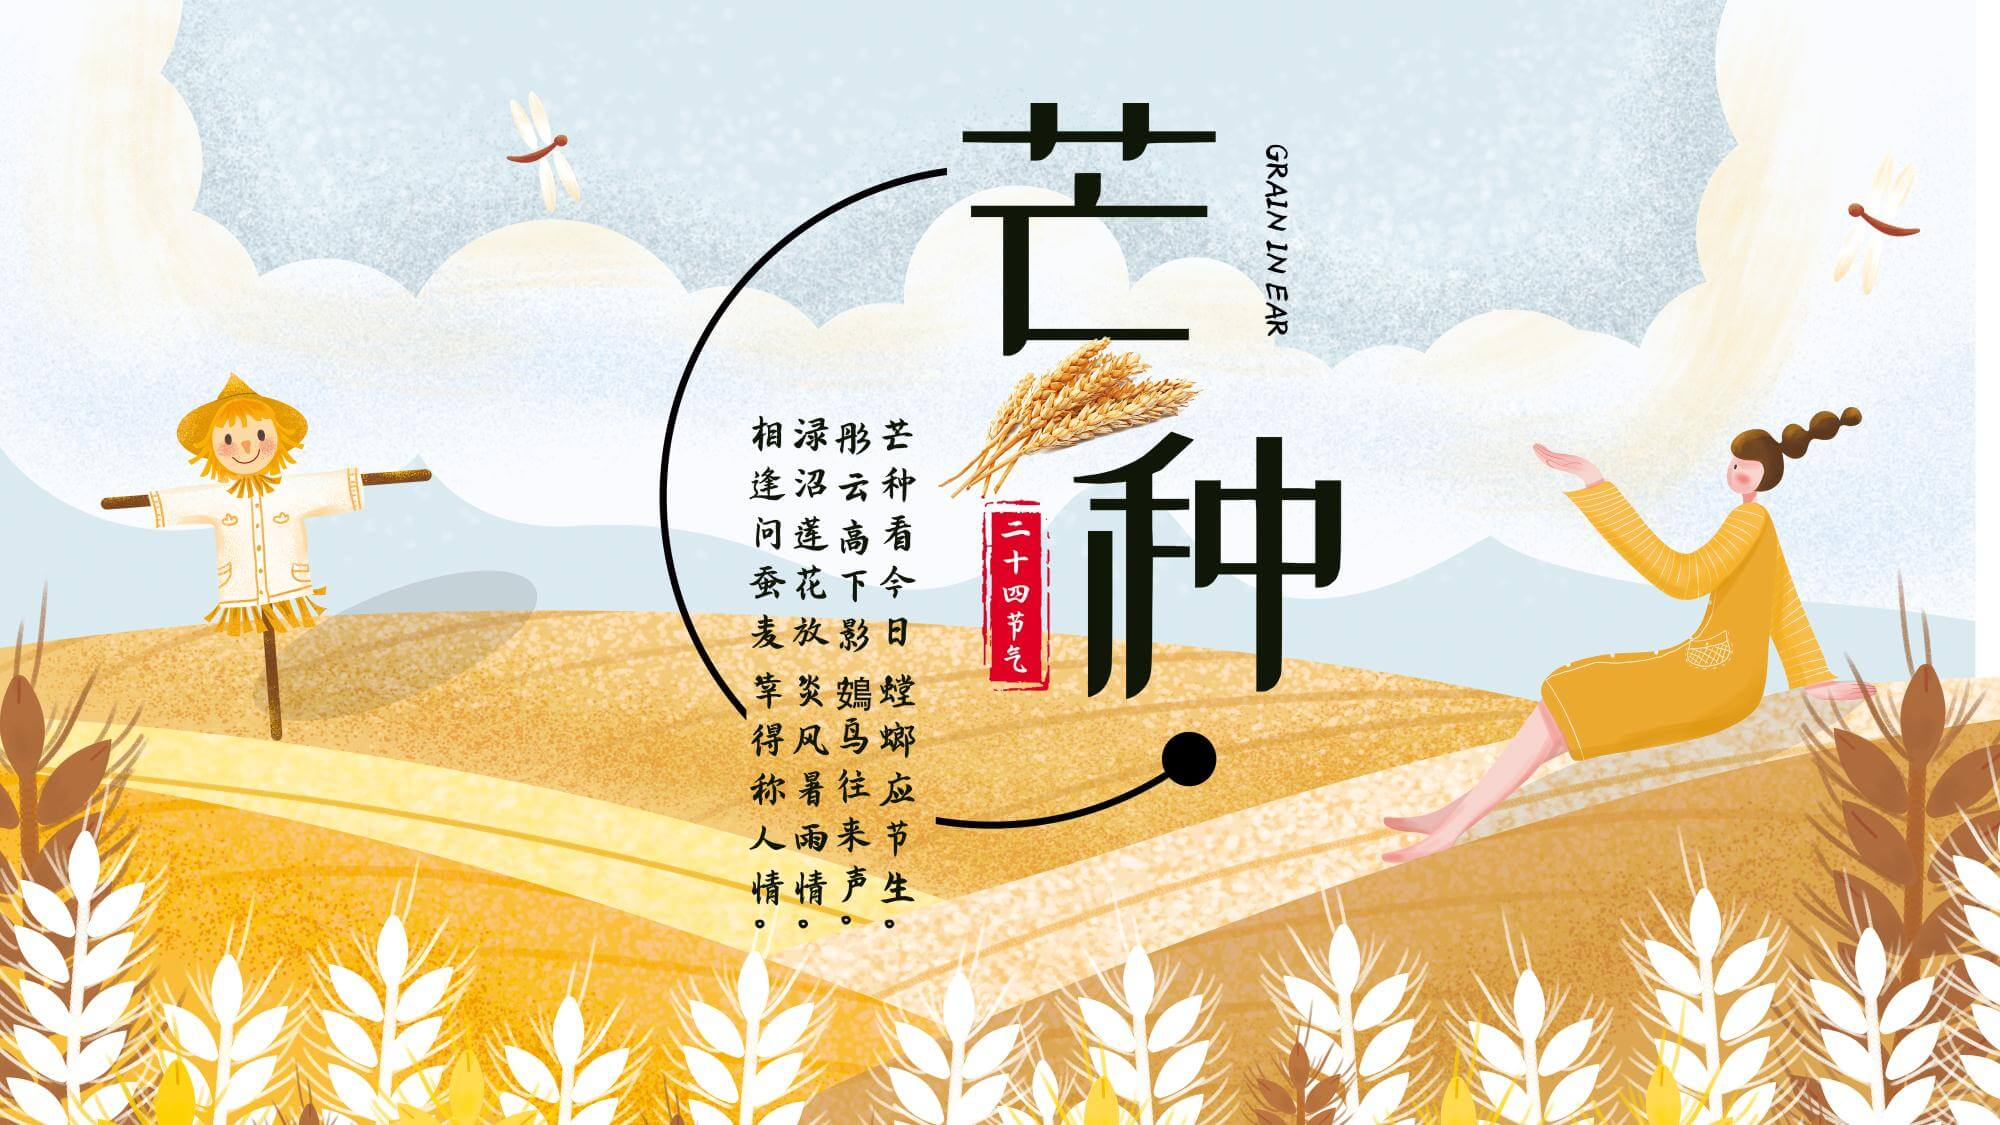 芒种
GRAIN IN EAR
二十四节气
芒种看今日 螳螂应节生。
彤云高下影 鴳鸟往来声。
渌沼莲花放 炎风暑雨情。
相逢问蚕麦 幸得称人情。